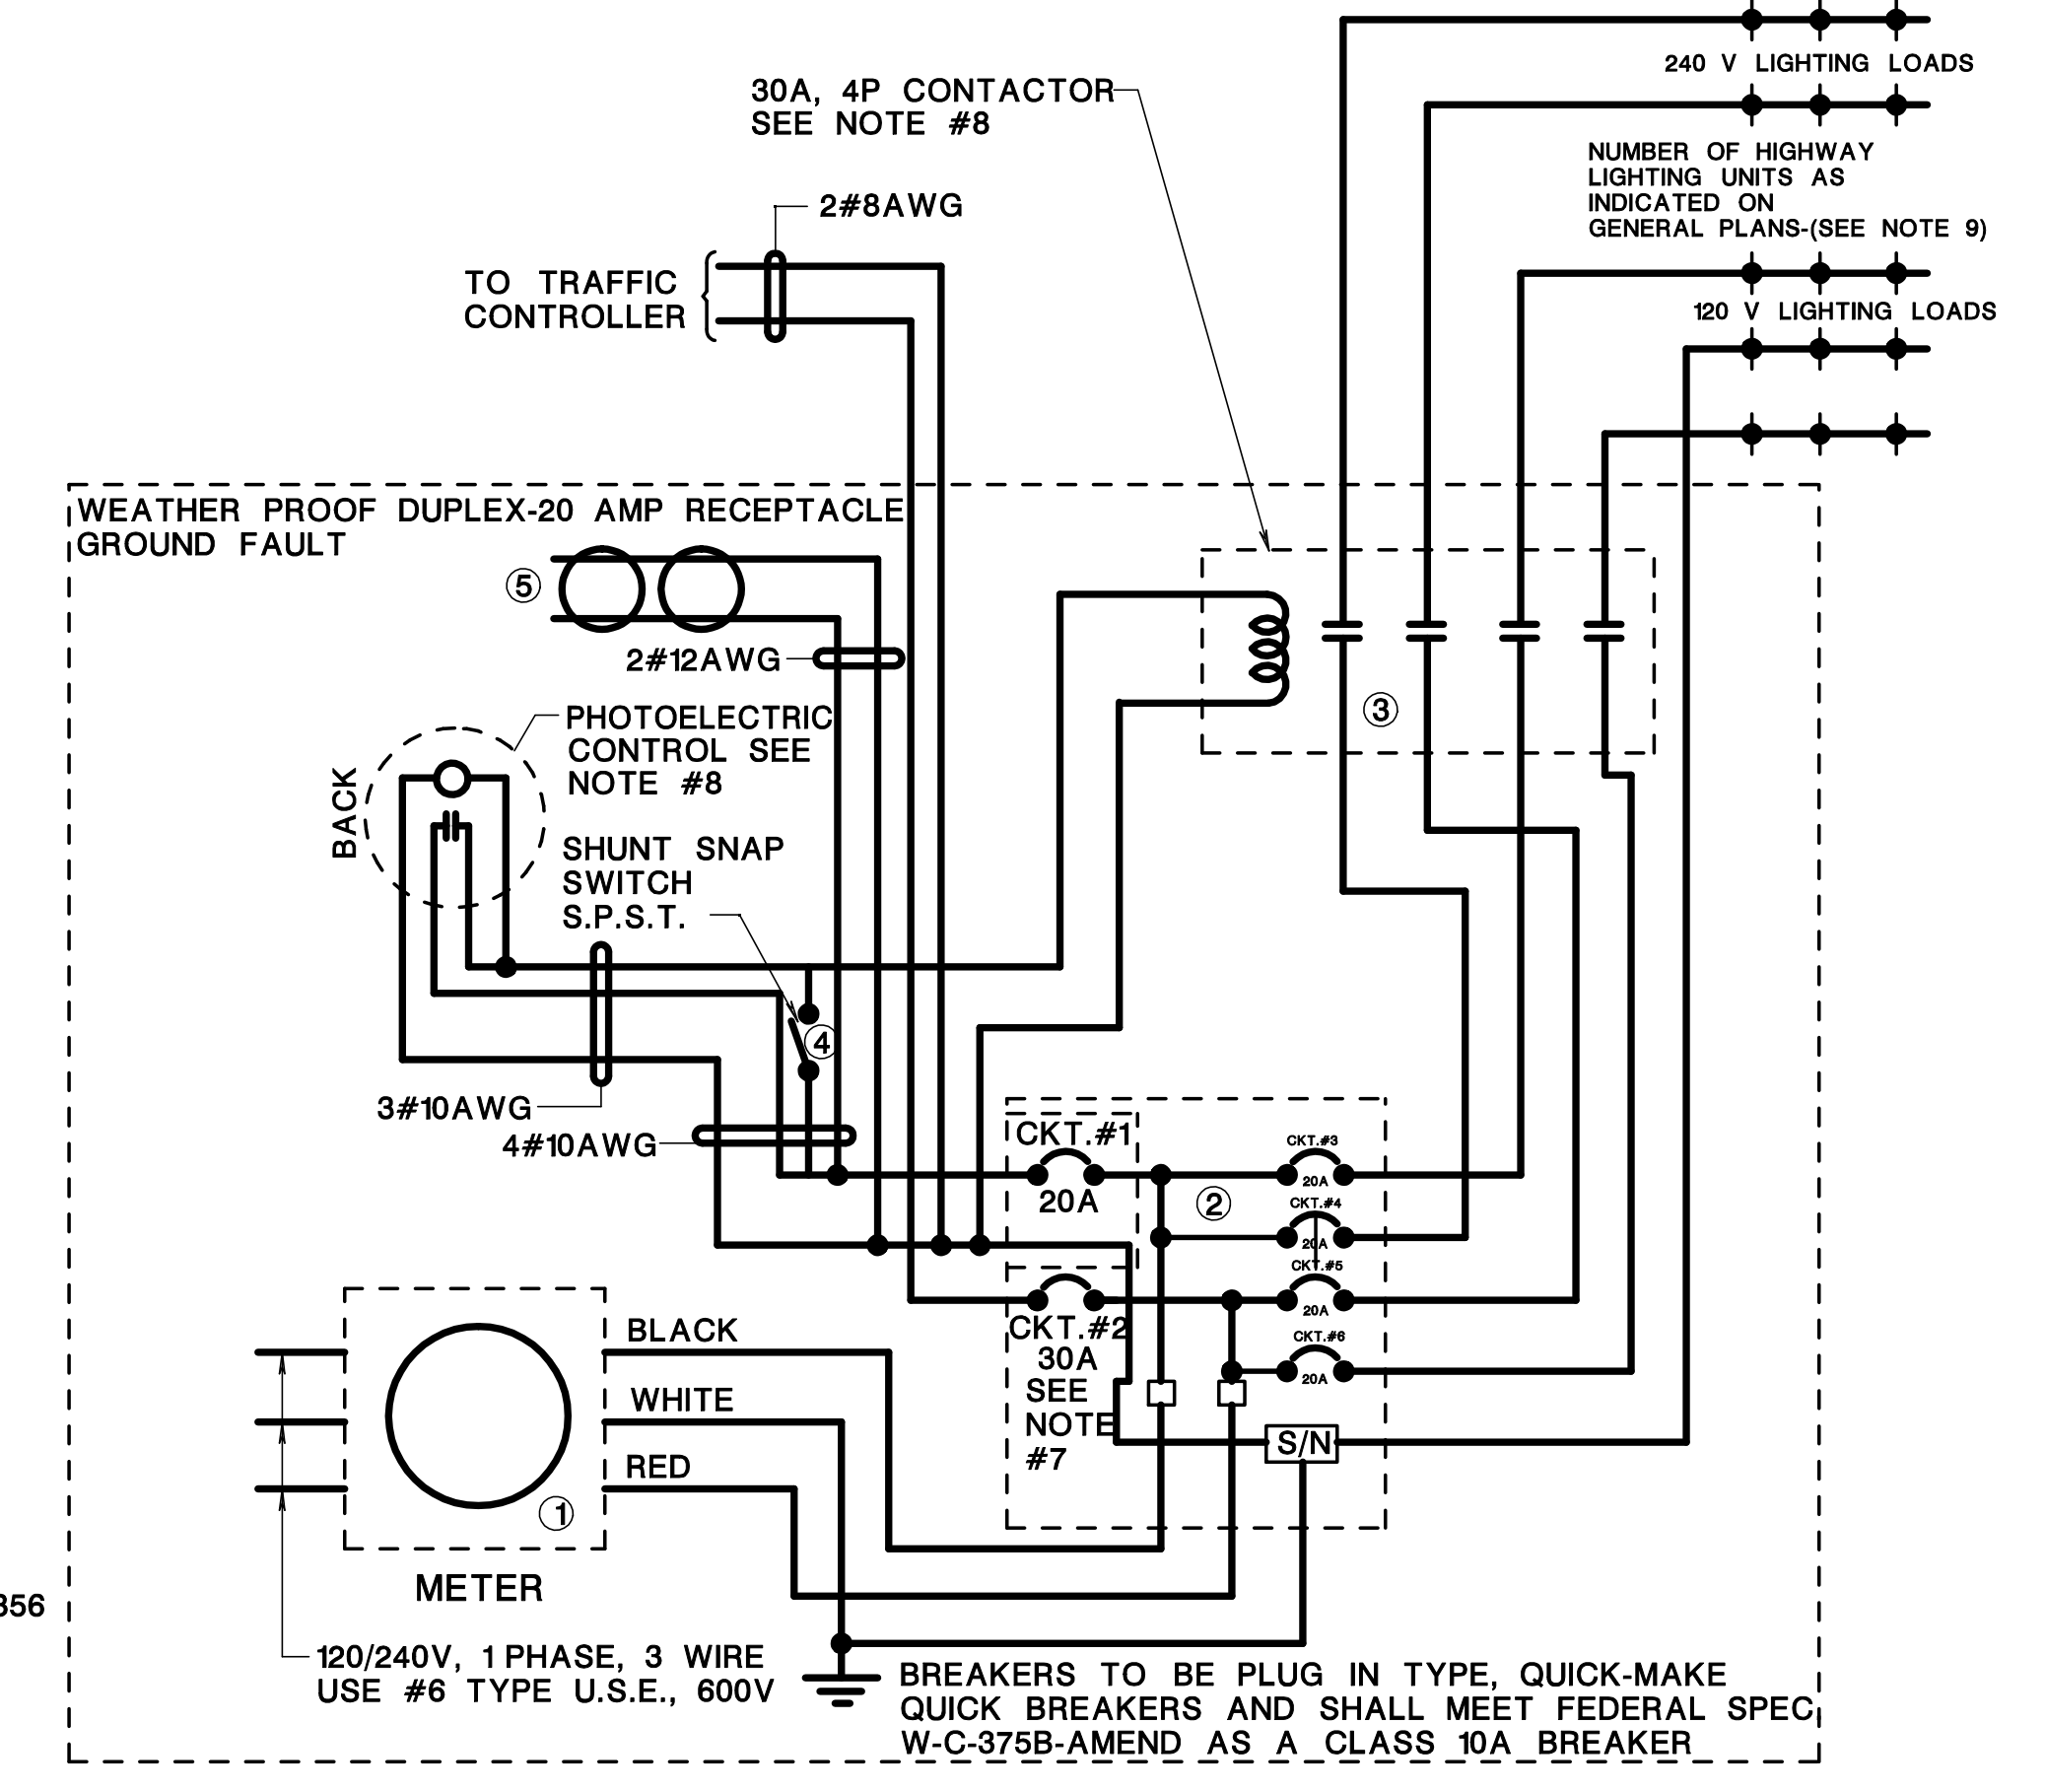 240 V LIGHTING LOADS
30A, 4P CONTACTOR
SEE NOTE #8
NUMBER OF HIGHWAY
LIGHTING UNITS AS
INDICATED ON
GENERAL PLANS-(SEE NOTE 9)
2#8AWG
TO TRAFFIC
CONTROLLER
120 V LIGHTING LOADS
WEATHER PROOF DUPLEX-20 AMP RECEPTACLE
GROUND FAULT
5
2#12AWG
PHOTOELECTRIC
CONTROL SEE
NOTE #8
BACK
3
SHUNT SNAP
SWITCH
S.P.S.T.
4
3#10AWG
4#10AWG
CKT.#1
20A
2
CKT.#3
20A
CKT.#4
20A
CKT.#5
20A
CKT.#6
20A
CKT.#2
30A
SEE
NOTE
#7
S/N
BLACK
WHITE
RED
1
METER
356
120/240V, 1 PHASE, 3 WIRE
USE #6 TYPE U.S.E., 600V
BREAKERS TO BE PLUG IN TYPE, QUICK-MAKE
QUICK BREAKERS AND SHALL MEET FEDERAL SPEC.
W-C-375B-AMEND AS A CLASS 10A BREAKER